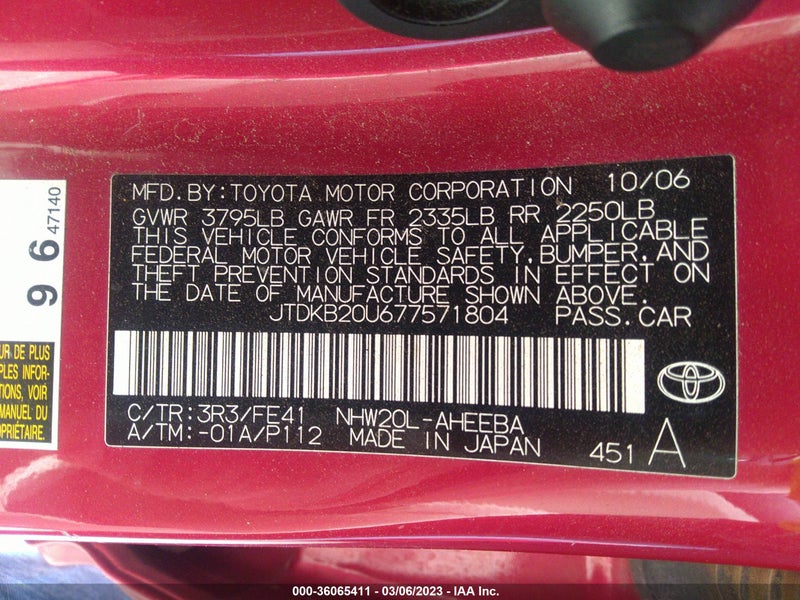 MFD.BY:TOYOTA MOTOR CORPORATION 10/06
GVWR 3795LB GAWR FR 2335LB RR 2250LB
THIS VEHICLE CONFORMS TO ALL APPLICABLE
FEDERAL MOTOR VEHICLE SAFETY,BUMPER,AND
THEFT PREVENTION STANDARDS IN EFFECT ON
THE DATE OF MANUFACTURE SHOWN ABOVE.
JTDKB20U677571804 PASS.CAR
C/TR:3R3/FE41 NHW20L-AHEEBA
A/TM:-01A/P112 MADE IN JAPAN
451 A
9 6 47140
UR DE PLUS
PLES INFOR-
ATIONS, VOIR
MANUEL DU
OPRIÉTAIRE.
000-36065411 - 03/06/2023 - IAA Inc.